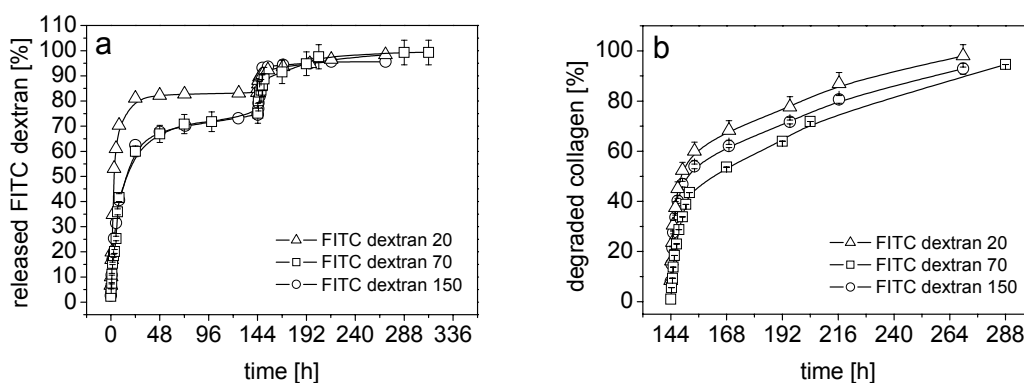 a
released FITC dextran [%]
110
100
90
80
70
60
50
40
30
20
10
0
FITC dextran 20
FITC dextran 70
FITC dextran 150
0 48 96 144 192 240 288 336
time [h]
b
degraded collagen [%]
100
80
60
40
20
0
FITC dextran 20
FITC dextran 70
FITC dextran 150
144 168 192 216 240 264 288
time [h]